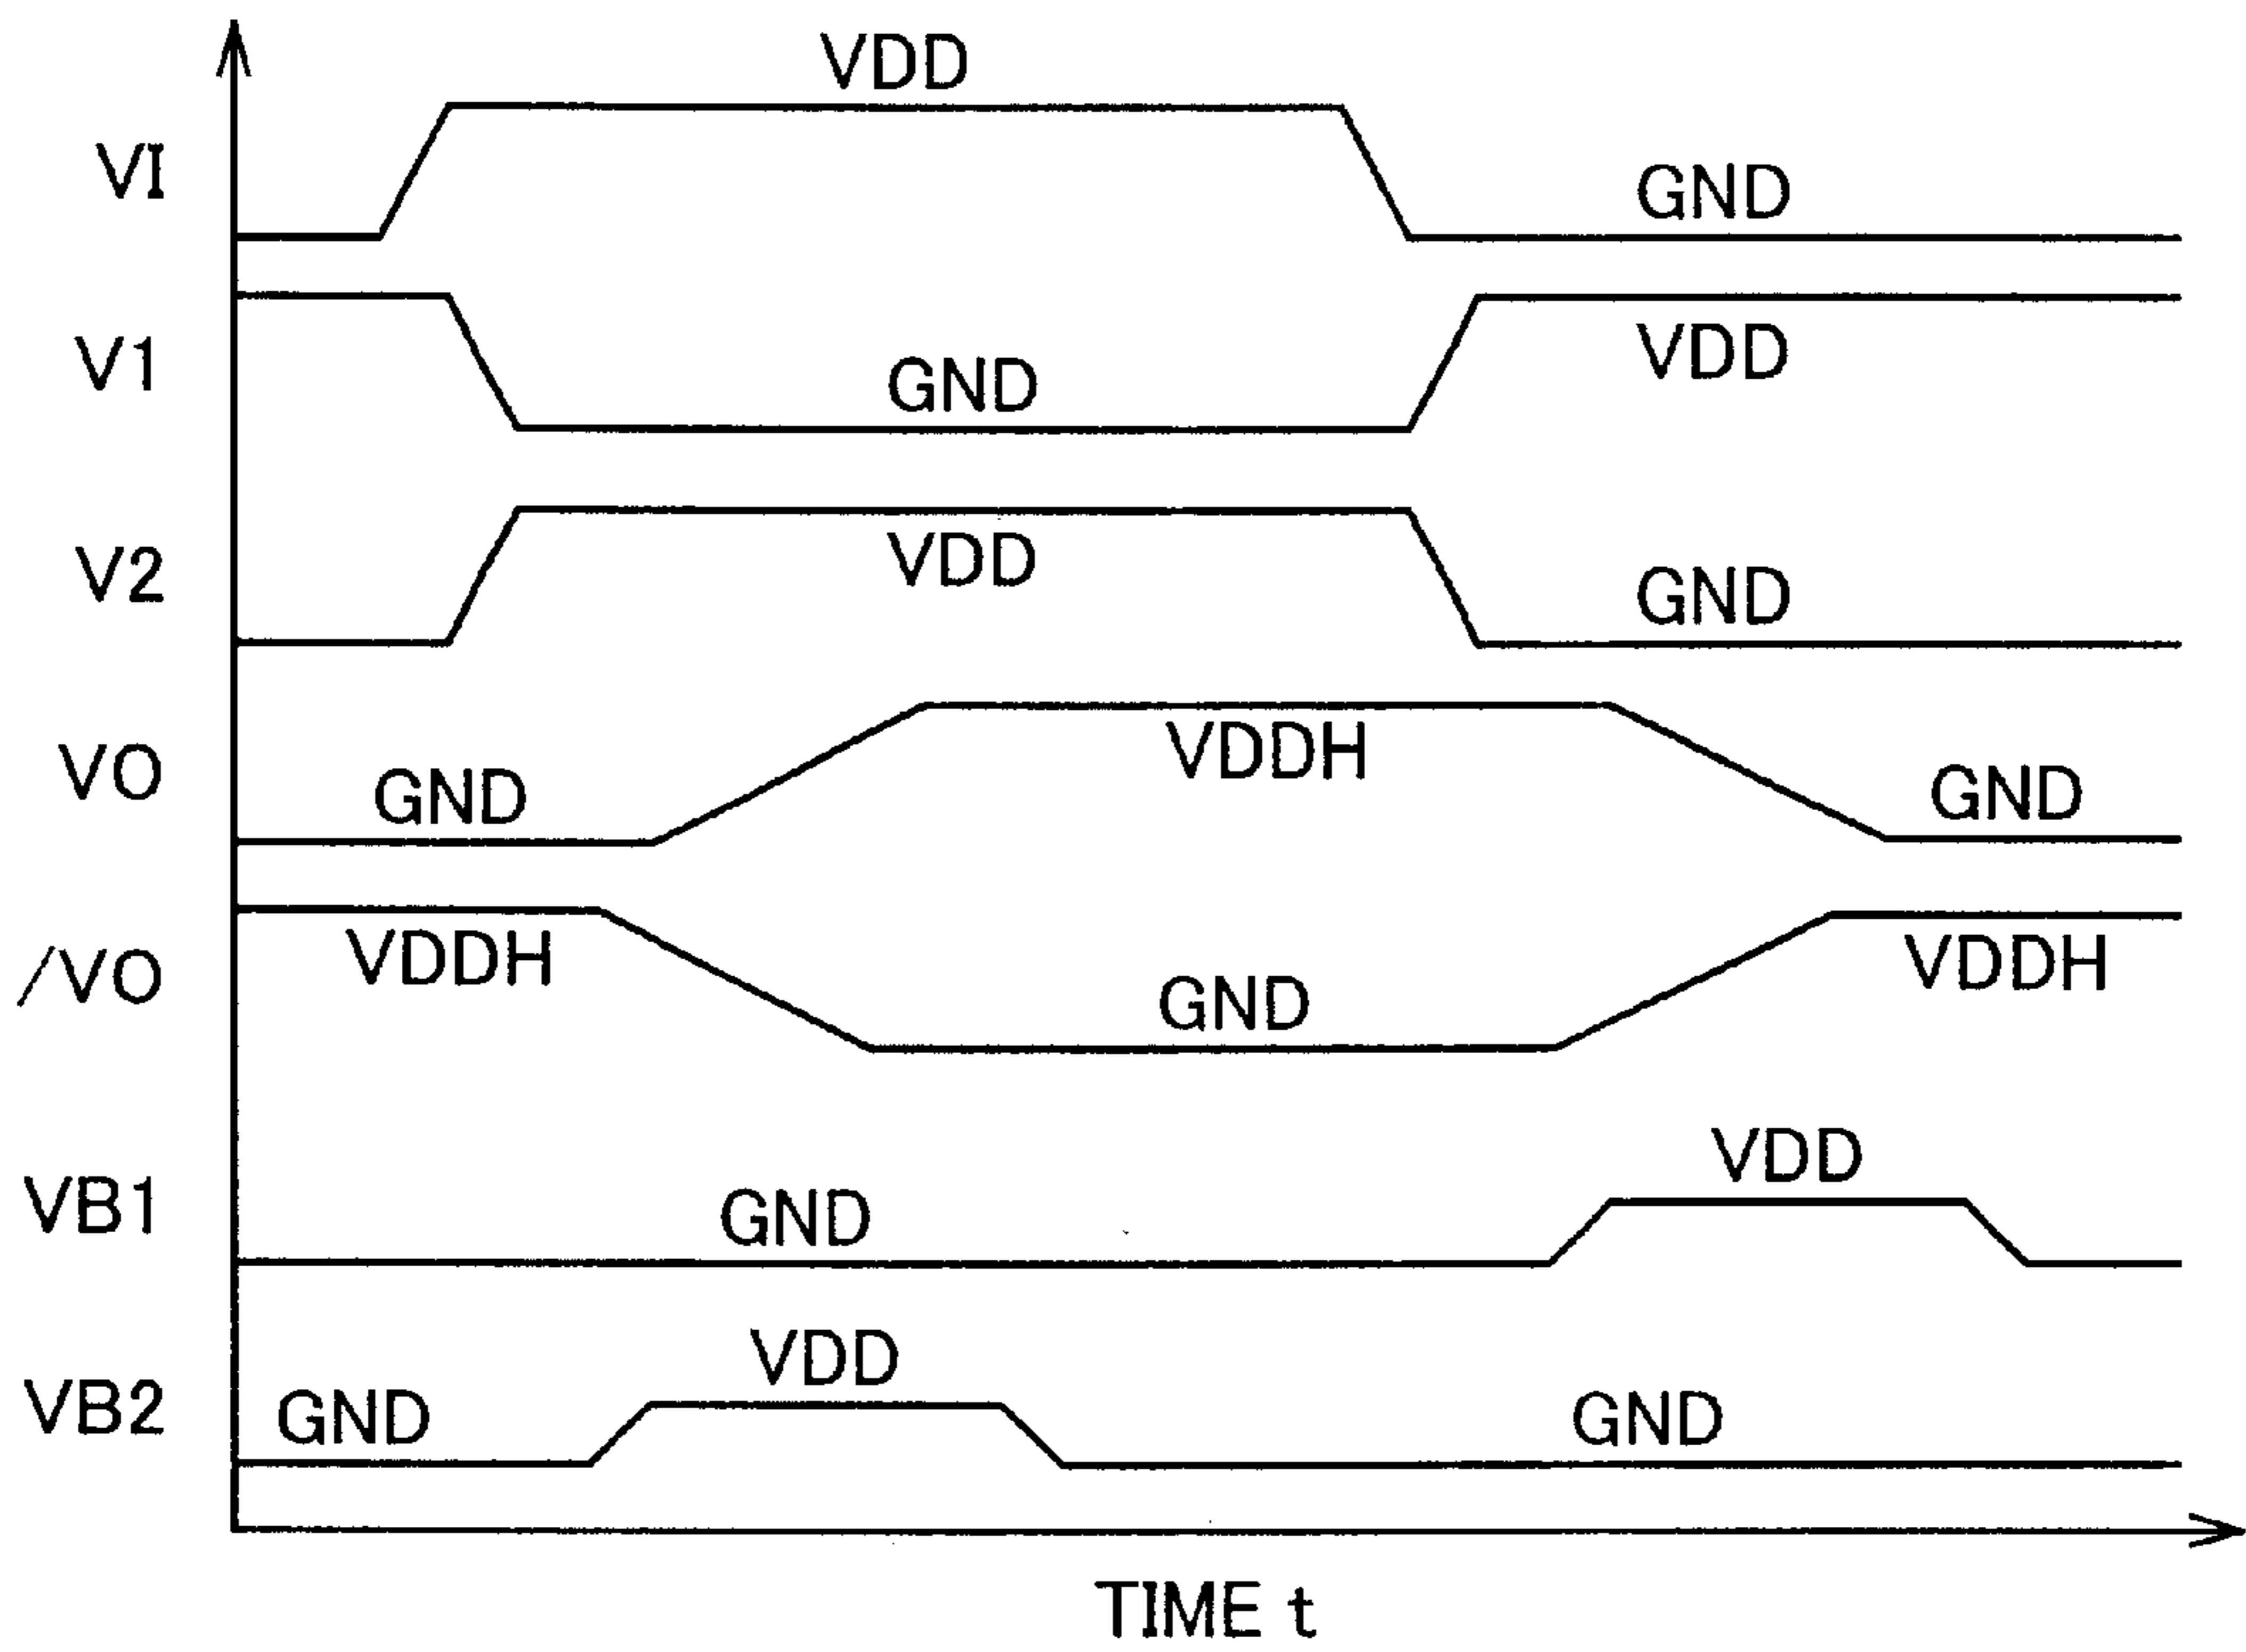 VDD
VI
GND
V1
GND
VDD
V2
VDD
GND
VO
GND
VDDH
GND
/VO
VDDH
GND
VDDH
VB1
GND
VDD
VB2
GND
VDD
GND
TIME t